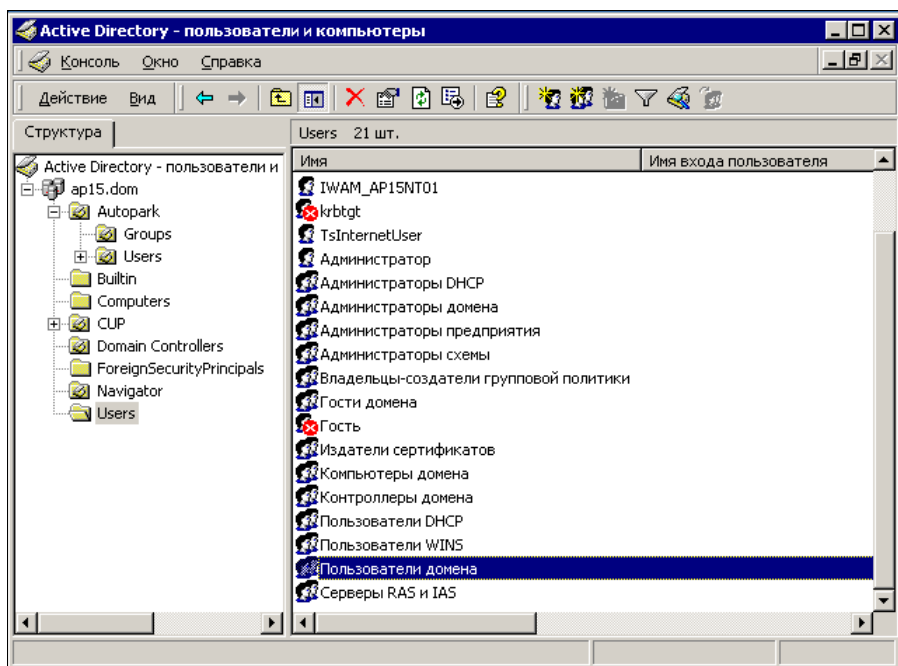 Active Directory - пользователи и компьютеры
Консоль Окно Справка
Действие Вид
Структура
Users 21 шт.
Active Directory - пользователи и
ap15.dom
Autopark
Groups
Users
Builtin
Computers
CUP
Domain Controllers
ForeignSecurityPrincipals
Navigator
Users
Имя Имя входа пользователя
IWAM_AP15NT01
krbtgt
TsInternetUser
Администратор
Администраторы DHCP
Администраторы домена
Администраторы предприятия
Администраторы схемы
Владельцы-создатели групповой политики
Гости домена
Гость
Издатели сертификатов
Компьютеры домена
Контроллеры домена
Пользователи DHCP
Пользователи WINS
Пользователи домена
Серверы RAS и IAS